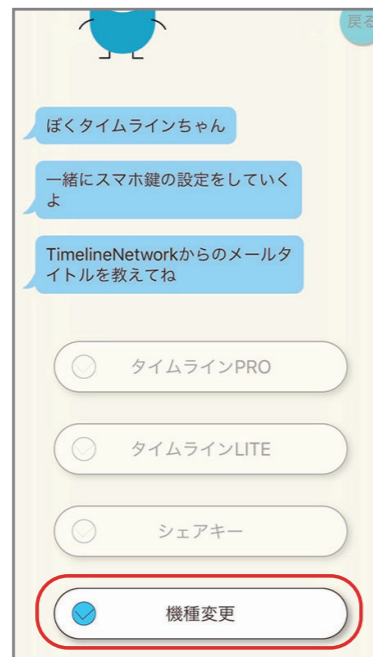 戻る
ぼくタイムラインちゃん
一緒にスマホ鍵の設定をしていく
よ
TimelineNetworkからのメールタ
イトルを教えてね
タイムラインPRO
タイムラインLITE
シェアキー
機種変更